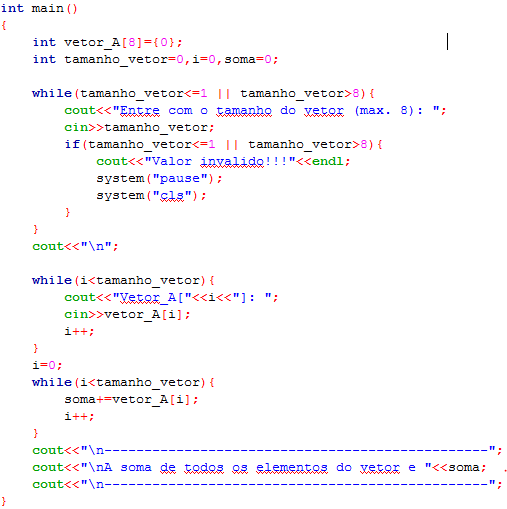 int main()
{
    int vetor_A[8]={0};
    int tamanho_vetor=0,i=0,soma=0;
    while(tamanho_vetor<=1 || tamanho_vetor>8){
        cout<<"Entre com o tamanho do vetor (max. 8): ";
        cin>>tamanho_vetor;
        if(tamanho_vetor<=1 || tamanho_vetor>8){
            cout<<"Valor invalido!!!"<<endl;
            system("pause");
            system("cls");
        }
    }
    cout<<"\n";
    while(i<tamanho_vetor){
        cout<<"Vetor_A["<<i<<"]: ";
        cin>>vetor_A[i];
        i++;
    }
    i=0;
    while(i<tamanho_vetor){
        soma+=vetor_A[i];
        i++;
    }
    cout<<"\n------------------------------------------------";
    cout<<"\nA soma de todos os elementos do vetor e "<<soma;
    cout<<"\n------------------------------------------------";
}